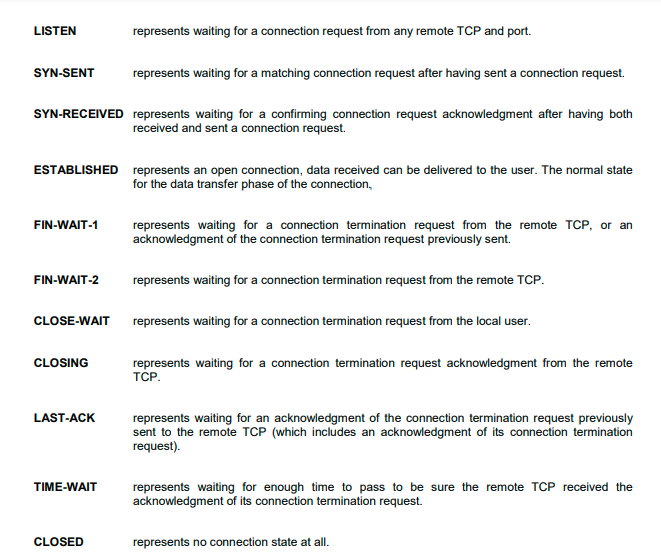 LISTEN represents waiting for a connection request from any remote TCP and port.
SYN-SENT represents waiting for a matching connection request after having sent a connection request.
SYN-RECEIVED represents waiting for a confirming connection request acknowledgment after having both
received and sent a connection request.
ESTABLISHED represents an open connection, data received can be delivered to the user. The normal state
for the data transfer phase of the connection,
FIN-WAIT-1 represents waiting for a connection termination request from the remote TCP, or an
acknowledgment of the connection termination request previously sent.
FIN-WAIT-2 represents waiting for a connection termination request from the remote TCP.
CLOSE-WAIT represents waiting for a connection termination request from the local user.
CLOSING represents waiting for a connection termination request acknowledgment from the remote
TCP.
LAST-ACK represents waiting for an acknowledgment of the connection termination request previously
sent to the remote TCP (which includes an acknowledgment of its connection termination
request).
TIME-WAIT represents waiting for enough time to pass to be sure the remote TCP received the
acknowledgment of its connection termination request.
CLOSED represents no connection state at all.